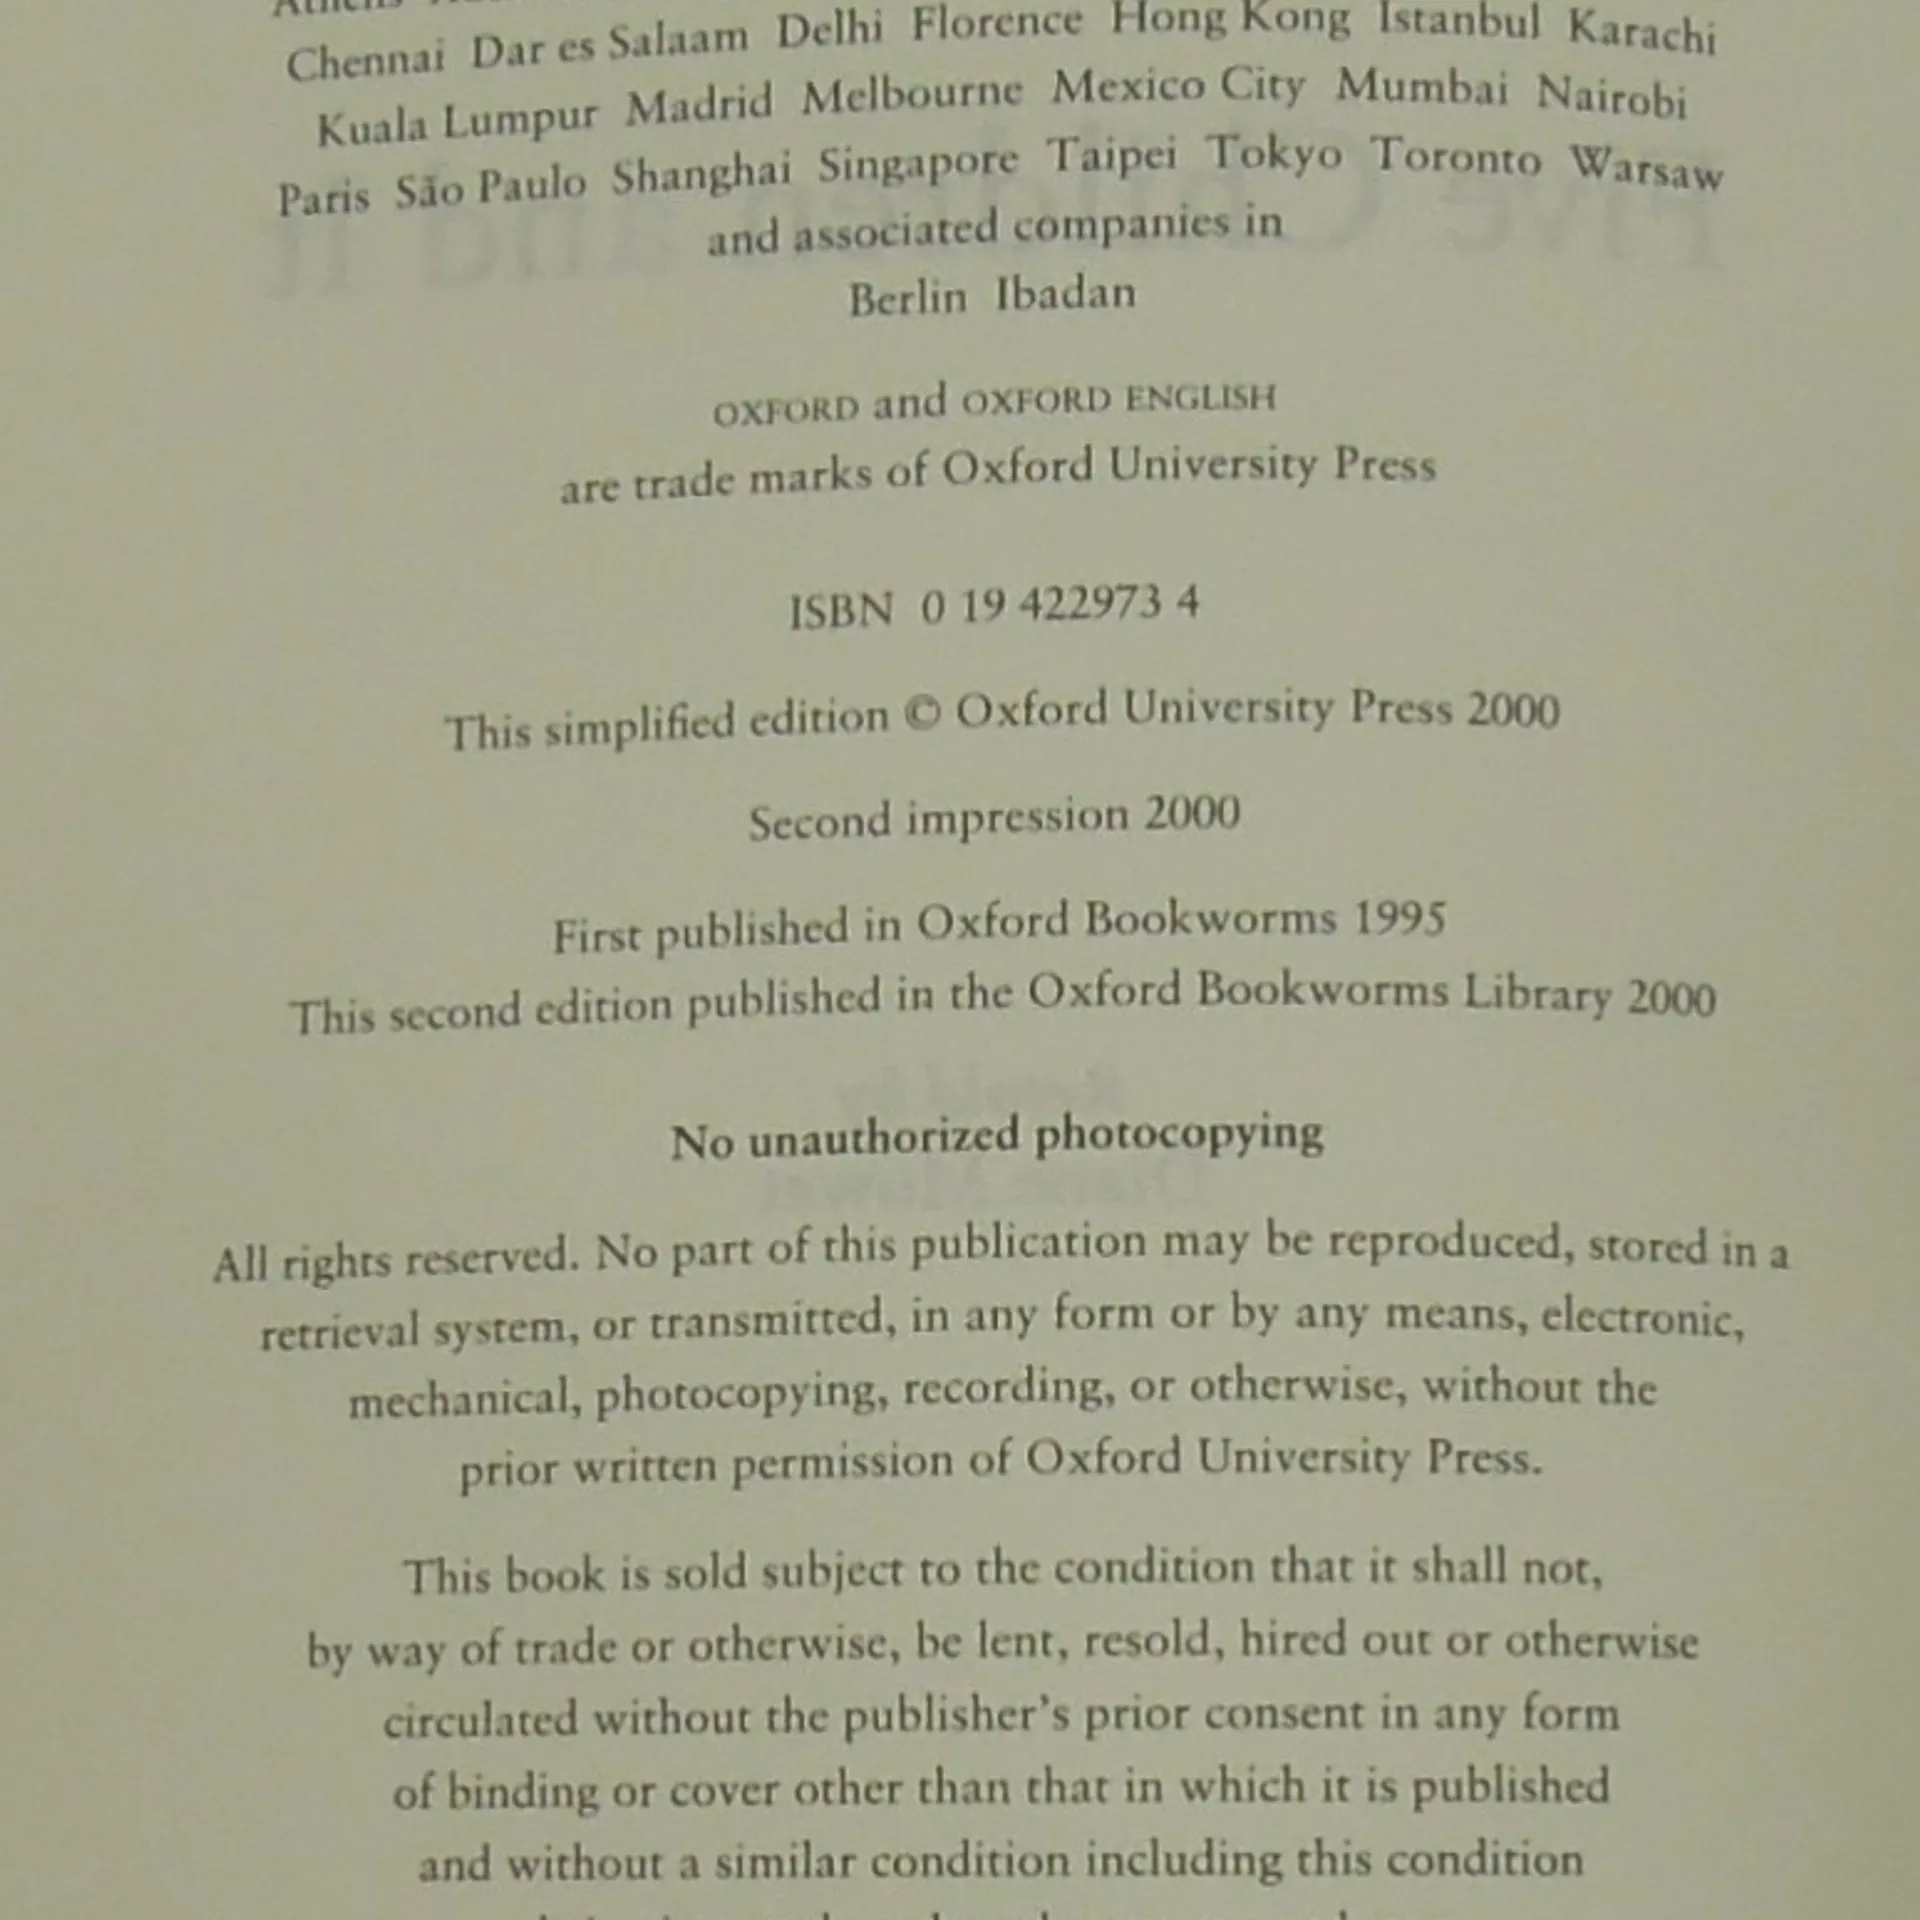 Athens
Chennai Dar es Salaam Delhi Florence Hong Kong Istanbul Karachi
Kuala Lumpur Madrid Melbourne Mexico City Mumbai Nairobi
Paris São Paulo Shanghai Singapore Taipei Tokyo Toronto Warsaw
and associated companies in
Berlin Ibadan
OXFORD and OXFORD ENGLISH
are trade marks of Oxford University Press
ISBN 0 19 422973 4
This simplified edition © Oxford University Press 2000
Second impression 2000
First published in Oxford Bookworms 1995
This second edition published in the Oxford Bookworms Library 2000
No unauthorized photocopying
All rights reserved. No part of this publication may be reproduced, stored in a
retrieval system, or transmitted, in any form or by any means, electronic,
mechanical, photocopying, recording, or otherwise, without the
prior written permission of Oxford University Press.
This book is sold subject to the condition that it shall not,
by way of trade or otherwise, be lent, resold, hired out or otherwise
circulated without the publisher's prior consent in any form
of binding or cover other than that in which it is published
and without a similar condition including this condition